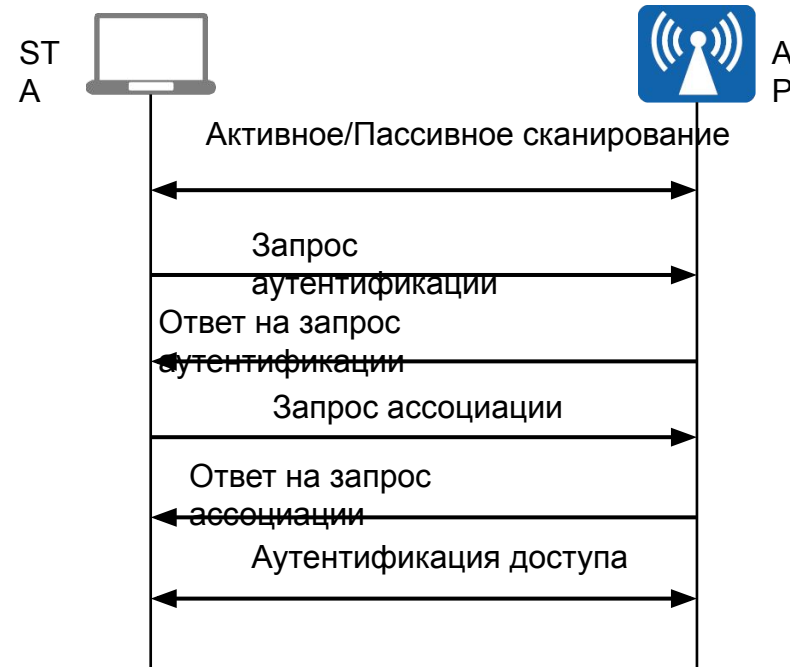 ST
A
A
P
Активное/Пассивное сканирование
Запрос
аутентификации
Ответ на запрос
аутентификации
Запрос ассоциации
Ответ на запрос
ассоциации
Аутентификация доступа